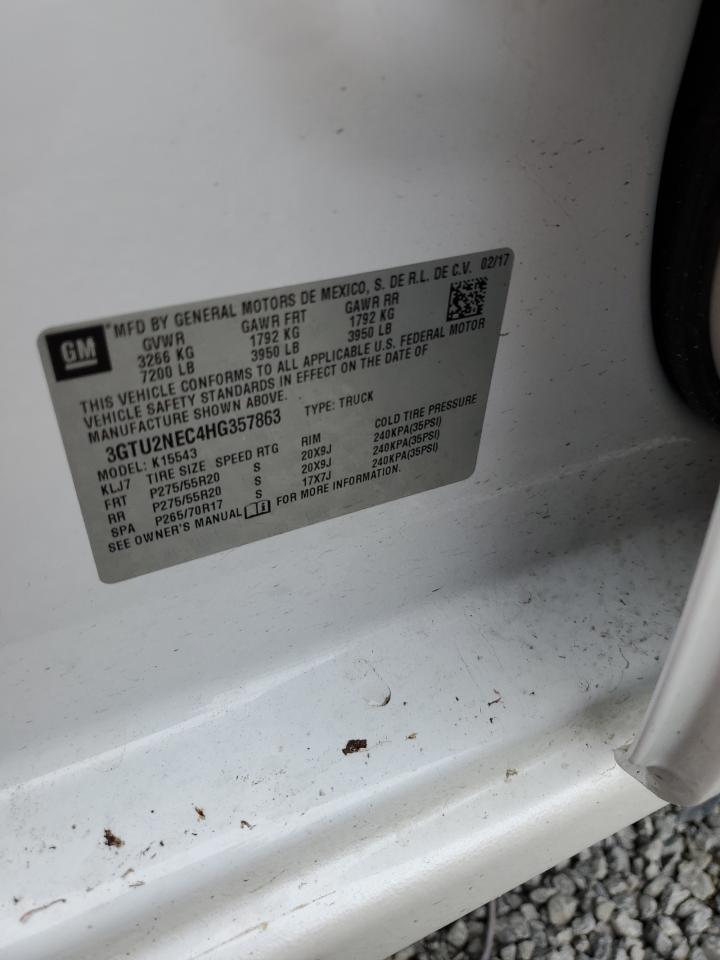 GM
*MFD BY GENERAL MOTORS DE MEXICO, S. DE R.L. DE C.V. 02/17
GVWR GAWR FRT GAWR RR
3266 KG 1792 KG 1792 KG
7200 LB 3950 LB 3950 LB
THIS VEHICLE CONFORMS TO ALL APPLICABLE U.S. FEDERAL MOTOR
VEHICLE SAFETY STANDARDS IN EFFECT ON THE DATE OF
MANUFACTURE SHOWN ABOVE.
3GTU2NEC4HG357863 TYPE: TRUCK
MODEL: K15543
KLJ7 TIRE SIZE SPEED RTG RIM COLD TIRE PRESSURE
FRT P275/55R20 S 20X9J 240KPA(35PSI)
RR P275/55R20 S 20X9J 240KPA(35PSI)
SPA P265/70R17 S 17X7J 240KPA(35PSI)
SEE OWNER'S MANUAL FOR MORE INFORMATION.